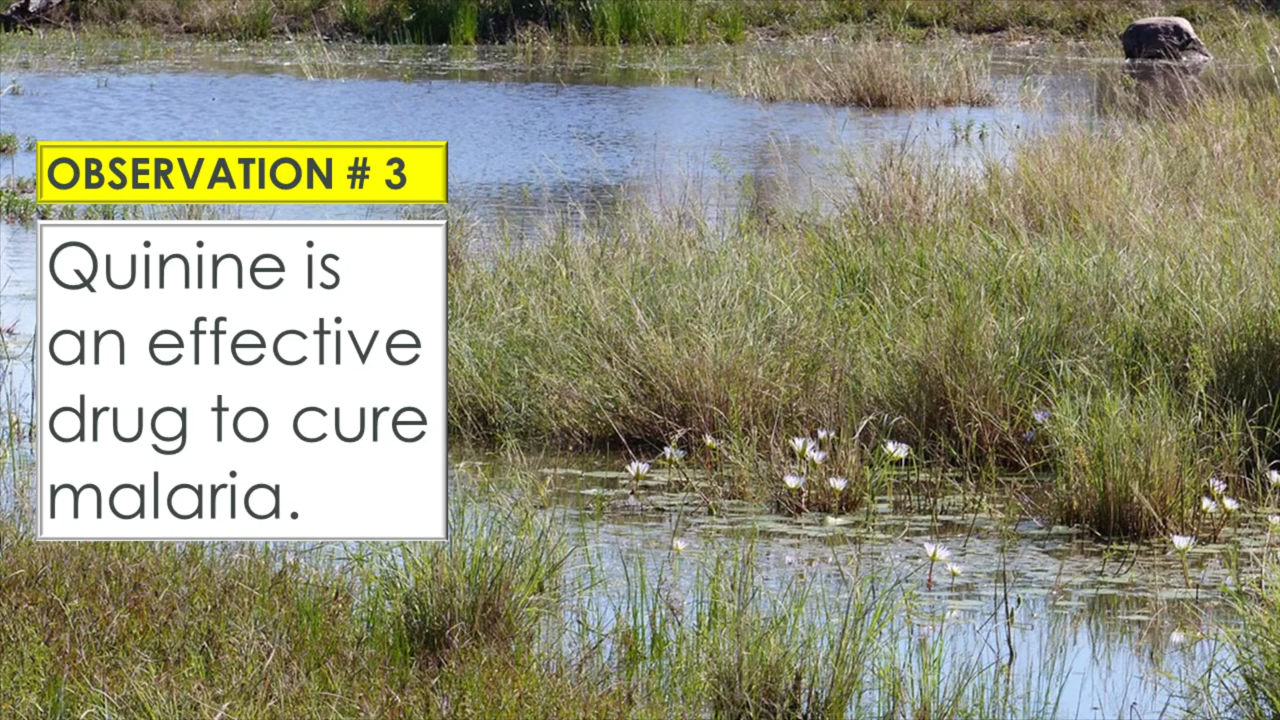 OBSERVATION # 3
Quinine is
an effective
drug to cure
malaria.